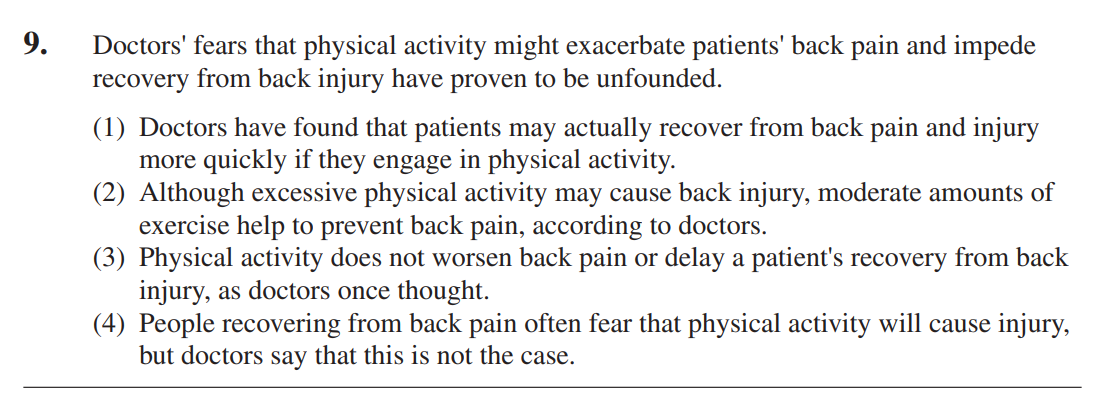 9. Doctors' fears that physical activity might exacerbate patients' back pain and impede
recovery from back injury have proven to be unfounded.
(1) Doctors have found that patients may actually recover from back pain and injury
more quickly if they engage in physical activity.
(2) Although excessive physical activity may cause back injury, moderate amounts of
exercise help to prevent back pain, according to doctors.
(3) Physical activity does not worsen back pain or delay a patient's recovery from back
injury, as doctors once thought.
(4) People recovering from back pain often fear that physical activity will cause injury,
but doctors say that this is not the case.